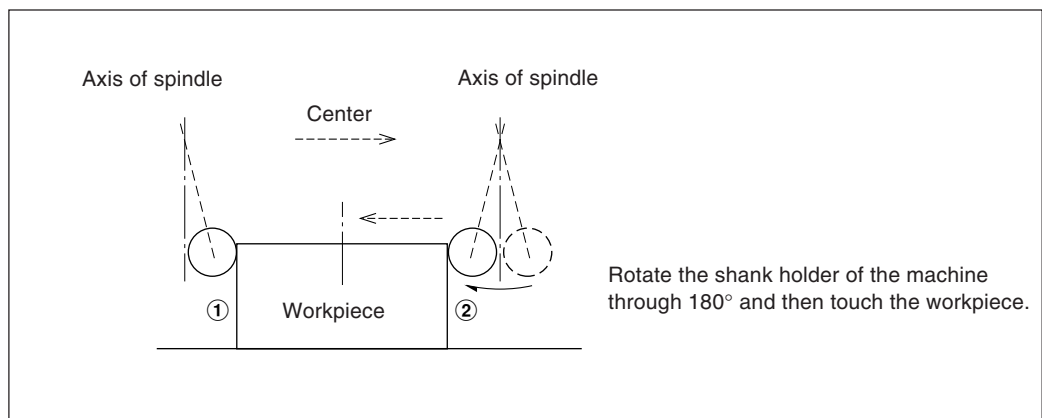 Axis of spindle
Axis of spindle
Center
Rotate the shank holder of the machine
through 180° and then touch the workpiece.
①
Workpiece
②